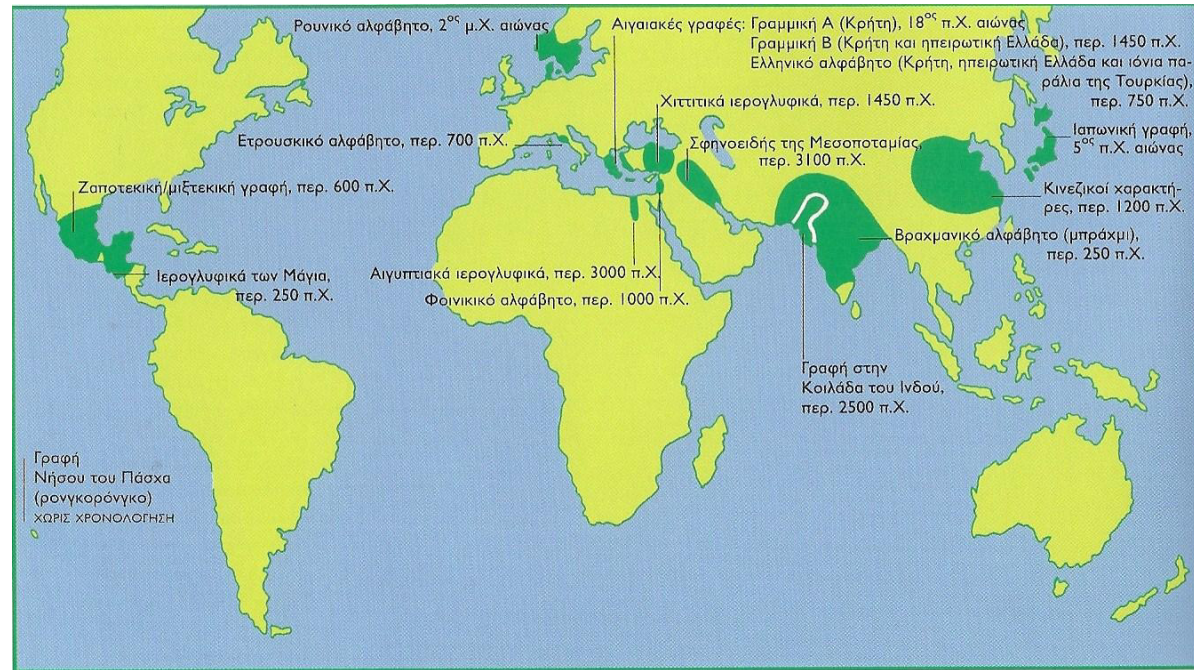 Ρουνικό αλφάβητο, 2ος μ.Χ. αιώνας
Αιγαιακές γραφές: Γραμμική Α (Κρήτη), 18ος π.Χ. αιώνας
Γραμμική Β (Κρήτη και ηπειρωτική Ελλάδα), περ. 1450 π.Χ.
Ελληνικό αλφάβητο (Κρήτη, ηπειρωτική Ελλάδα και ιόνια πα-
ράλια της Τουρκίας),
περ. 750 π.Χ.
Χιττιτικά ιερογλυφικά, περ. 1450 π.Χ.
Ιαπωνική γραφή,
5ος π.Χ. αιώνας
Ετρουσκικό αλφάβητο, περ. 700 π.Χ.
Σφηνοειδής της Μεσοποταμίας,
περ. 3100 π.Χ.
Ζαποτεκική/μιξτεκική γραφή, περ. 600 π.Χ.
Κινεζικοί χαρακτή-
ρες, περ. 1200 π.Χ.
Βραχμανικό αλφάβητο (μπράχμι),
περ. 250 π.Χ.
Ιερογλυφικά των Μάγια,
περ. 250 π.Χ.
Αιγυπτιακά ιερογλυφικά, περ. 3000 π.Χ.
Φοινικικό αλφάβητο, περ. 1000 π.Χ.
Γραφή στην
Κοιλάδα του Ινδού,
περ. 2500 π.Χ.
Γραφή
Νήσου του Πάσχα
(ρονγκορόνγκο)
ΧΩΡΙΣ ΧΡΟΝΟΛΟΓΗΣΗ